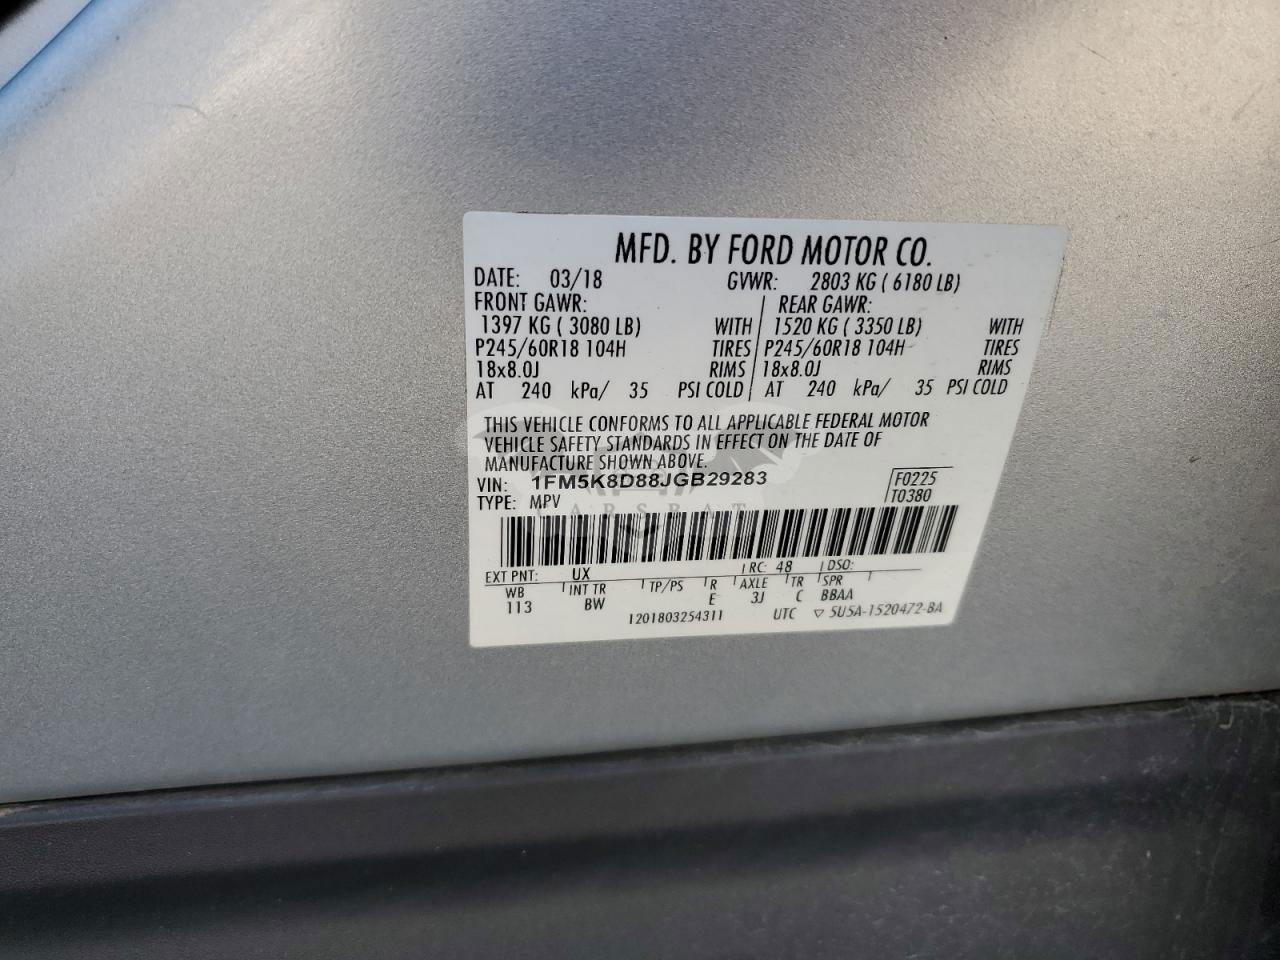 MFD. BY FORD MOTOR CO.
DATE: 03/18 GVWR: 2803 KG ( 6180 LB)
FRONT GAWR: REAR GAWR:
1397 KG ( 3080 LB) WITH 1520 KG ( 3350 LB) WITH
P245/60R18 104H TIRES P245/60R18 104H TIRES
18x8.0J RIMS 18x8.0J RIMS
AT 240 kPa/ 35 PSI COLD AT 240 kPa/ 35 PSI COLD
THIS VEHICLE CONFORMS TO ALL APPLICABLE FEDERAL MOTOR
VEHICLE SAFETY STANDARDS IN EFFECT ON THE DATE OF
MANUFACTURE SHOWN ABOVE.
VIN: 1FM5K8D88JGB29283 F0225
TYPE: MPV T0380
CARSBAT
EXT PNT: UX RC: 48 DSO:
WB INT TR TP/PS R AXLE TR SPR
113 BW E 3J C BBAA
1201803254311 UTC ▽ 5U5A-1520472-BA